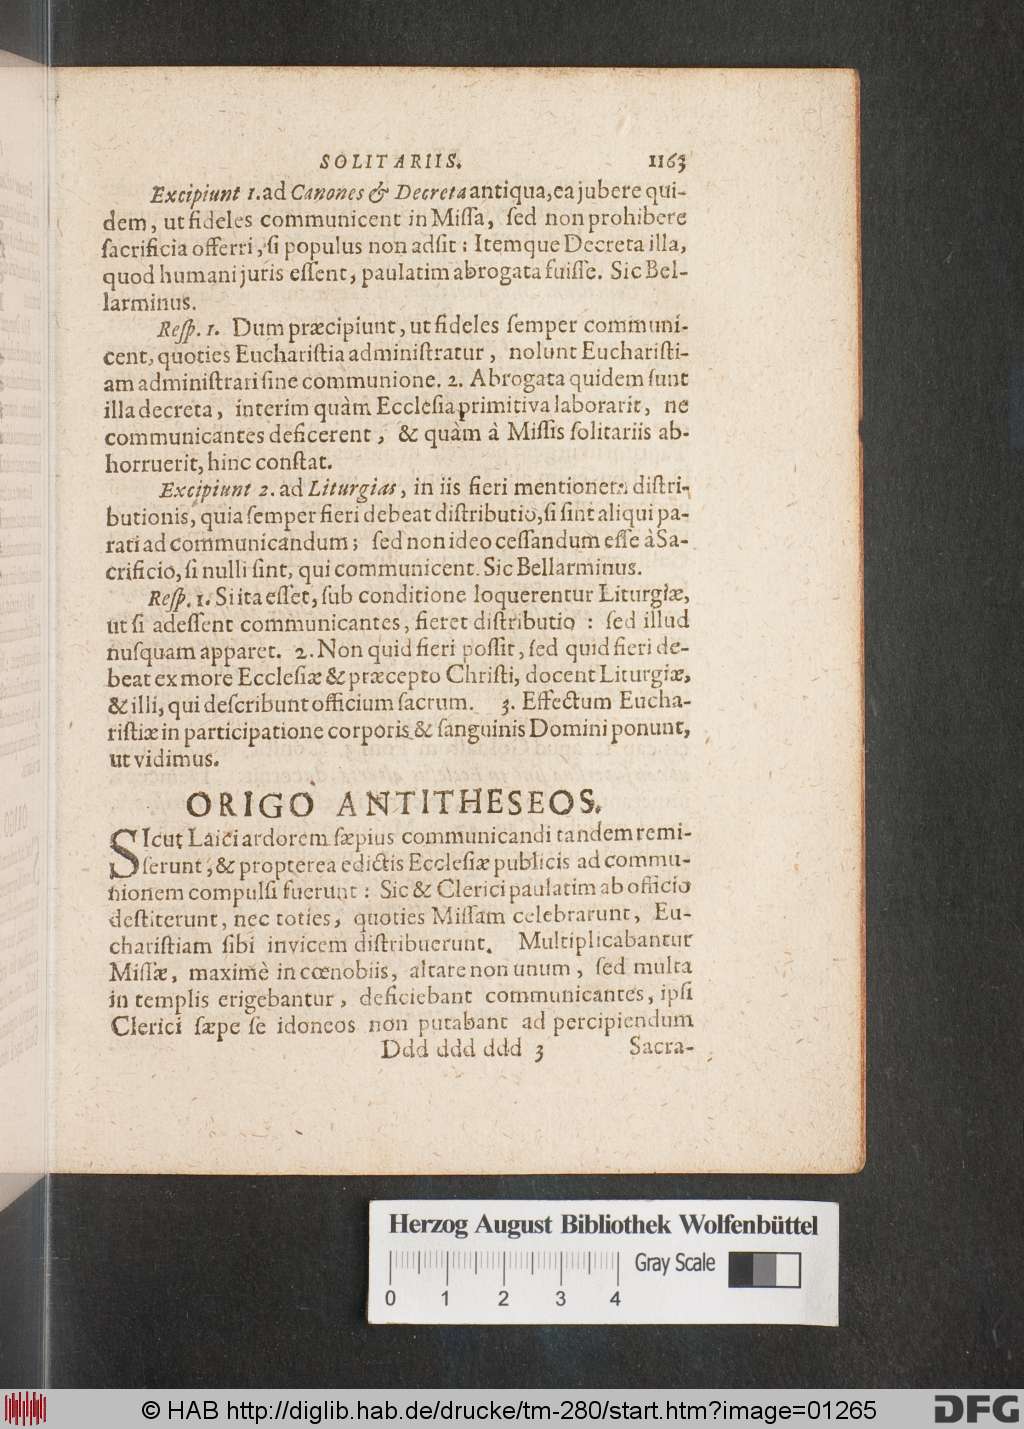 SOLITARIIS. 1163
Excipiunt 1. ad Canones & Decreta antiqua, ea jubere qui-
dem, ut fideles communicent in Missa, sed non prohibere
sacrificia offerri, si populus non adsit: Itemque Decreta illa,
quod humani juris essent, paulatim abrogata fuisse. Sic Bel-
larminus.
Resp. 1. Dum præcipiunt, ut fideles semper communi-
cent, quoties Eucharistia administratur, nolunt Eucharisti-
am administrari sine communione. 2. Abrogata quidem sunt
illa decreta, interim quàm Ecclesia primitiva laborarit, ne
communicantes deficerent, & quàm à Missis solitariis ab-
horruerit, hinc constat.
Excipiunt 2. ad Liturgias, in iis fieri mentionem distri-
butionis, quia semper fieri debeat distributio, si sint aliqui pa-
rati ad communicandum; sed non ideo cessandum esse à Sa-
crificio, si nulli sint, qui communicent. Sic Bellarminus.
Resp. 1. Si ita esset, sub conditione loquerentur Liturgiæ,
ut si adessent communicantes, fieret distributio : sed illud
nusquam apparet. 2. Non quid fieri possit, sed quid fieri de-
beat ex more Ecclesiæ & præcepto Christi, docent Liturgiæ,
& illi, qui describunt officium sacrum. 3. Effectum Eucha-
ristiæ in participatione corporis & sanguinis Domini ponunt,
ut vidimus.
ORIGO ANTITHESEOS.
SIcut Laici ardorem sæpius communicandi tandem remi-
serunt, & propterea edictis Ecclesiæ publicis ad commu-
nionem compulsi fuerunt : Sic & Clerici paulatim ab officio
destiterunt, nec toties, quoties Missam celebrarunt, Eu-
charistiam sibi invicem distribuerunt. Multiplicabantur
Missæ, maximè in cœnobiis, altare non unum, sed multa
in templis erigebantur, deficiebant communicantes, ipsi
Clerici sæpe se idoneos non putabant ad percipiendum
Ddd ddd ddd 3 Sacra-
Herzog August Bibliothek Wolfenbüttel
Gray Scale
0 1 2 3 4
© HAB http://diglib.hab.de/drucke/tm-280/start.htm?image=01265
DFG